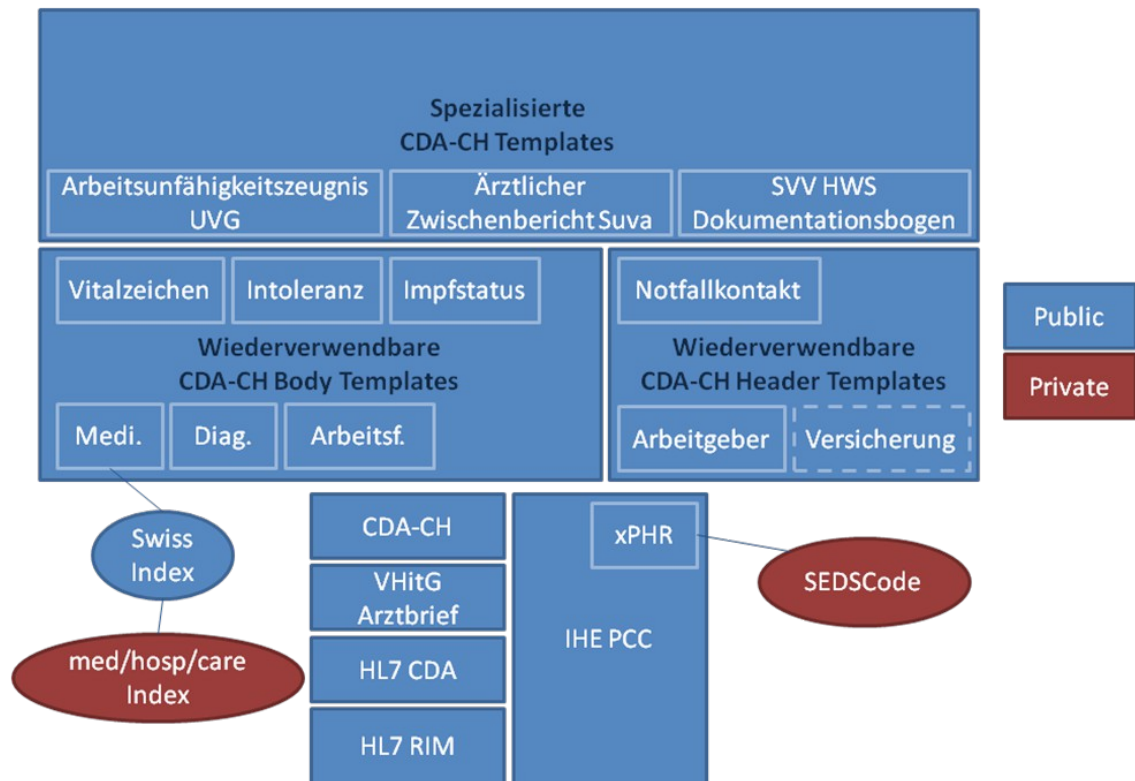 Spezialisierte
CDA-CH Templates
Arbeitsunfähigkeitszeugnis
UVG
Ärztlicher
Zwischenbericht Suva
SVV HWS
Dokumentationsbogen
Vitalzeichen
Intoleranz
Impfstatus
Wiederverwendbare
CDA-CH Body Templates
Medi.
Diag.
Arbeitsf.
Notfallkontakt
Wiederverwendbare
CDA-CH Header Templates
Arbeitgeber
Versicherung
Public
Private
Swiss
Index
med/hosp/care
Index
CDA-CH
VHitG
Arztbrief
HL7 CDA
HL7 RIM
xPHR
IHE PCC
SEDSCode